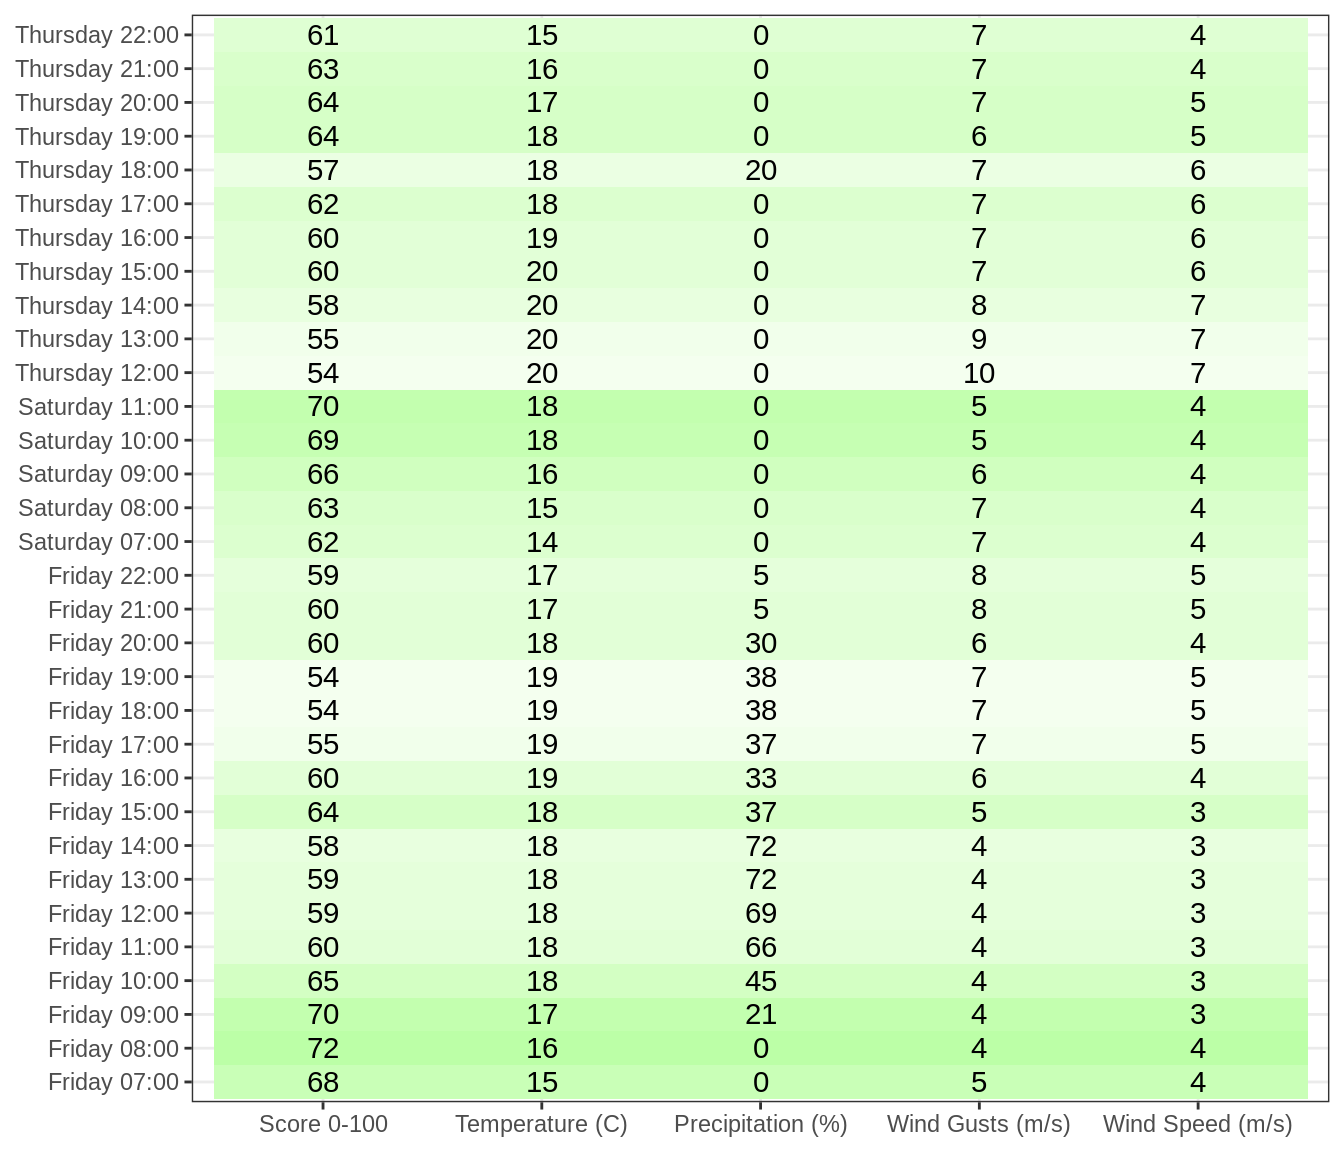 Thursday 22:00 61 15 0 7 4
Thursday 21:00 63 16 0 7 4
Thursday 20:00 64 17 0 7 5
Thursday 19:00 64 18 0 6 5
Thursday 18:00 57 18 20 7 6
Thursday 17:00 62 18 0 7 6
Thursday 16:00 60 19 0 7 6
Thursday 15:00 60 20 0 7 6
Thursday 14:00 58 20 0 8 7
Thursday 13:00 55 20 0 9 7
Thursday 12:00 54 20 0 10 7
Saturday 11:00 70 18 0 5 4
Saturday 10:00 69 18 0 5 4
Saturday 09:00 66 16 0 6 4
Saturday 08:00 63 15 0 7 4
Saturday 07:00 62 14 0 7 4
Friday 22:00 59 17 5 8 5
Friday 21:00 60 17 5 8 5
Friday 20:00 60 18 30 6 4
Friday 19:00 54 19 38 7 5
Friday 18:00 54 19 38 7 5
Friday 17:00 55 19 37 7 5
Friday 16:00 60 19 33 6 4
Friday 15:00 64 18 37 5 3
Friday 14:00 58 18 72 4 3
Friday 13:00 59 18 72 4 3
Friday 12:00 59 18 69 4 3
Friday 11:00 60 18 66 4 3
Friday 10:00 65 18 45 4 3
Friday 09:00 70 17 21 4 3
Friday 08:00 72 16 0 4 4
Friday 07:00 68 15 0 5 4
Score 0-100 Temperature (C) Precipitation (%) Wind Gusts (m/s) Wind Speed (m/s)